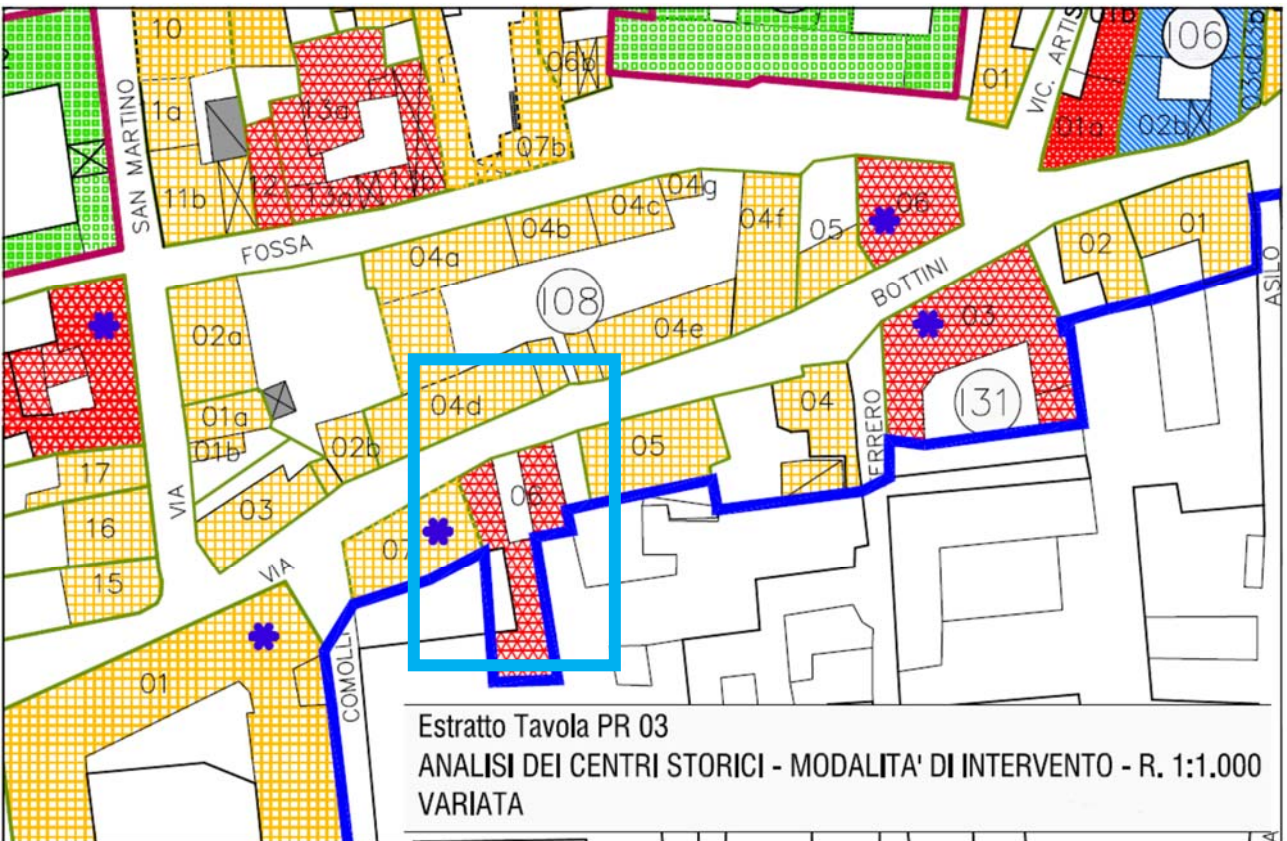 10
01b
106
1a
SAN MARTINO
13a
06b
01
VIC. ARTIS
03b
03a
07b
01a
02b
11b
12
13a
11b
04g
04c
04f
06
01
04b
05
02
FOSSA
04a
BOTTINI
ASILO
108
03
02a
04e
131
04d
04
01a
05
FERRERO
01b
02b
17
06
VIA
03
16
07
VIA
15
01
COMOLLI
Estratto Tavola PR 03
ANALISI DEI CENTRI STORICI - MODALITA' DI INTERVENTO - R. 1:1.000
VARIATA